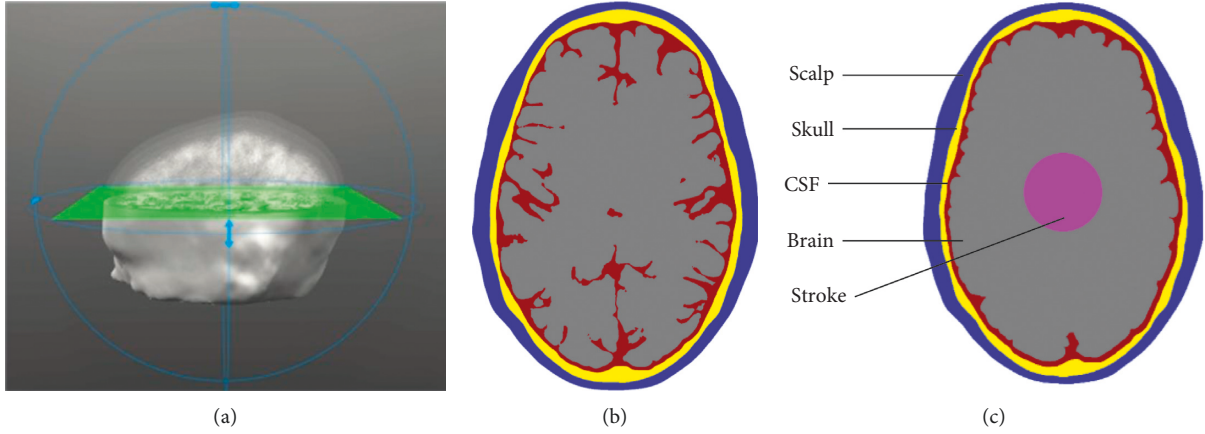 Scalp
Skull
CSF
Brain
Stroke
(a)
(b)
(c)